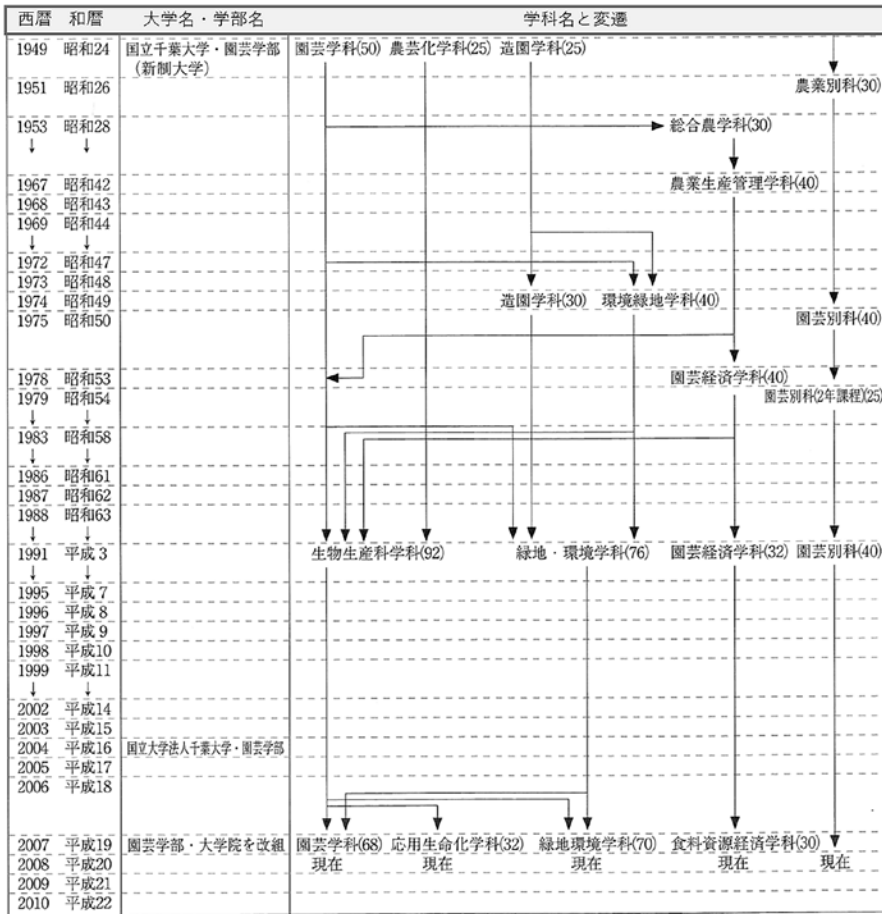 西暦 和暦 大学名・学部名 学科名と変遷
1949 昭和24 国立千葉大学・園芸学部 園芸学科(50) 農芸化学科(25) 造園学科(25)
(新制大学)
1951 昭和26 農業別科(30)
1953 昭和28 総合農学科(30)
↓ ↓
1967 昭和42 農業生産管理学科(40)
1968 昭和43
1969 昭和44
↓ ↓
1972 昭和47
1973 昭和48
1974 昭和49 造園学科(30) 環境緑地学科(40)
1975 昭和50 園芸別科(40)
1978 昭和53 園芸経済学科(40)
1979 昭和54 園芸別科(2年課程)(25)
↓ ↓
1983 昭和58
↓ ↓
1986 昭和61
1987 昭和62
1988 昭和63
↓ ↓
1991 平成3 生物生産科学科(92) 緑地・環境学科(76) 園芸経済学科(32) 園芸別科(40)
↓ ↓
1995 平成7
1996 平成8
1997 平成9
1998 平成10
1999 平成11
↓ ↓
2002 平成14
2003 平成15
2004 平成16 国立大学法人千葉大学・園芸学部
2005 平成17
2006 平成18
2007 平成19 園芸学部・大学院を改組 園芸学科(68) 応用生命化学科(32) 緑地環境学科(70) 食料資源経済学科(30)
2008 平成20 現在 現在 現在 現在 現在
2009 平成21
2010 平成22